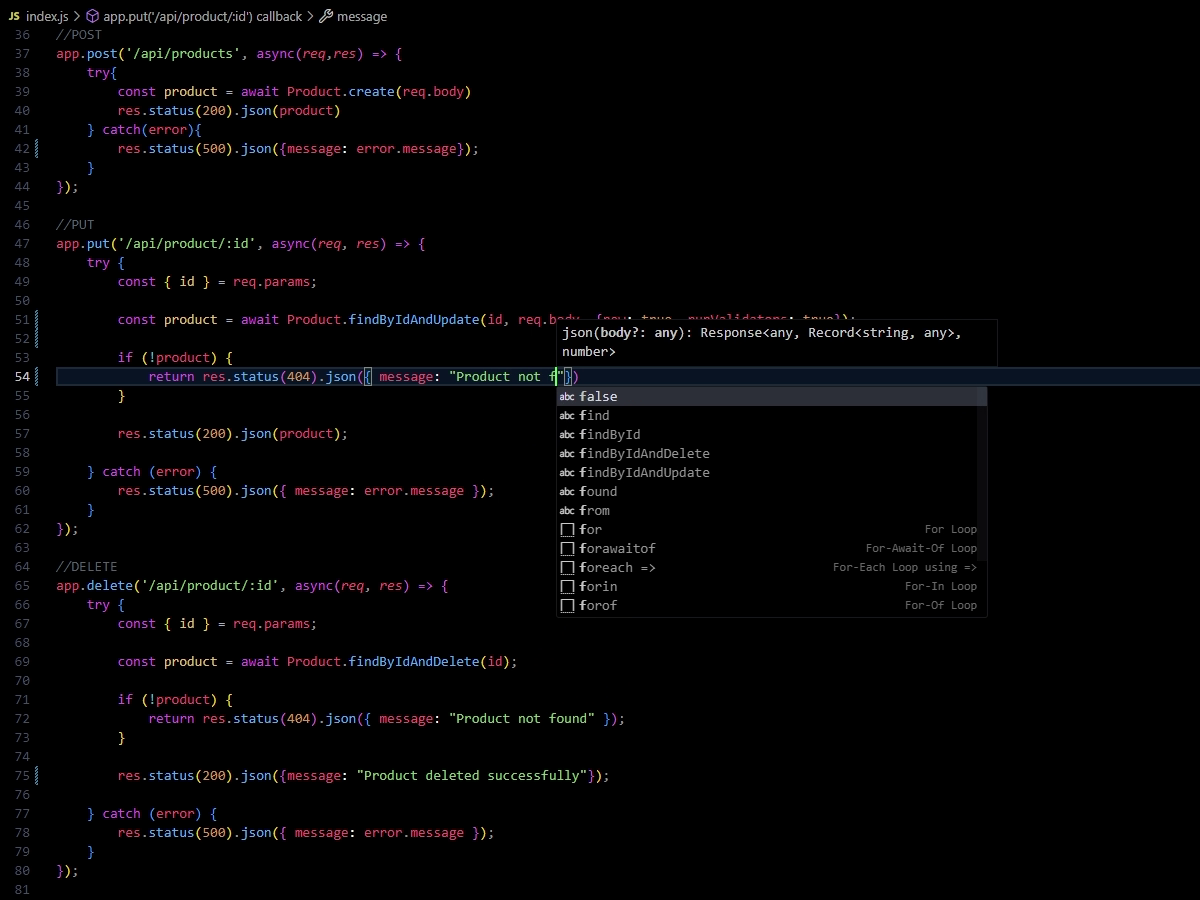 JS index.js > app.put('/api/product/:id') callback > message
36 //POST
37 app.post('/api/products', async(req,res) => {
38 try{
39 const product = await Product.create(req.body)
40 res.status(200).json(product)
41 } catch(error){
42 res.status(500).json({message: error.message});
43 }
44 });
45
46 //PUT
47 app.put('/api/product/:id', async(req, res) => {
48 try {
49 const { id } = req.params;
50
51 const product = await Product.findByIdAndUpdate(id, req.body, {new: true, runValidators: true});
52
json(body?: any): Response<any, Record<string, any>,
number>
53 if (!product) {
54 return res.status(404).json({ message: "Product not f"})
55 }
56
57 res.status(200).json(product);
58
59 } catch (error) {
60 res.status(500).json({ message: error.message });
61 }
62 });
63
abc false
abc find
abc findById
abc findByIdAndDelete
abc findByIdAndUpdate
abc found
abc from
for For Loop
forawaitof For-Await-Of Loop
foreach => For-Each Loop using =>
forin For-In Loop
forof For-Of Loop
64 //DELETE
65 app.delete('/api/product/:id', async(req, res) => {
66 try {
67 const { id } = req.params;
68
69 const product = await Product.findByIdAndDelete(id);
70
71 if (!product) {
72 return res.status(404).json({ message: "Product not found" });
73 }
74
75 res.status(200).json({message: "Product deleted successfully"});
76
77 } catch (error) {
78 res.status(500).json({ message: error.message });
79 }
80 });
81